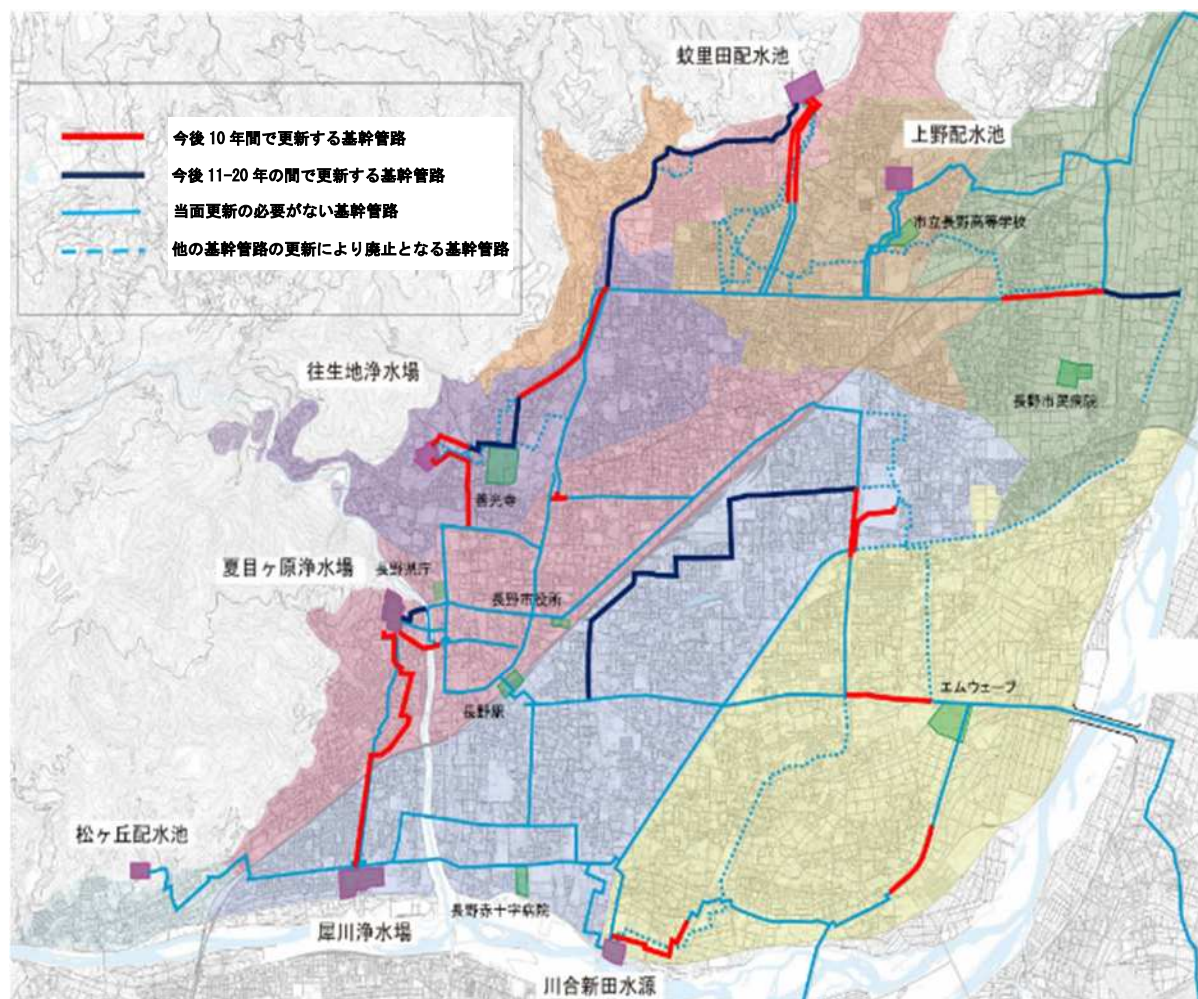 蚊里田配水池
今後 10 年間で更新する基幹管路
今後 11-20 年の間で更新する基幹管路
当面更新の必要がない基幹管路
他の基幹管路の更新により廃止となる基幹管路
上野配水池
市立長野高等学校
往生地浄水場
長野市民病院
善光寺
夏目ヶ原浄水場
長野県庁
長野市役所
長野駅
エムウェーブ
松ヶ丘配水池
長野赤十字病院
犀川浄水場
川合新田水源